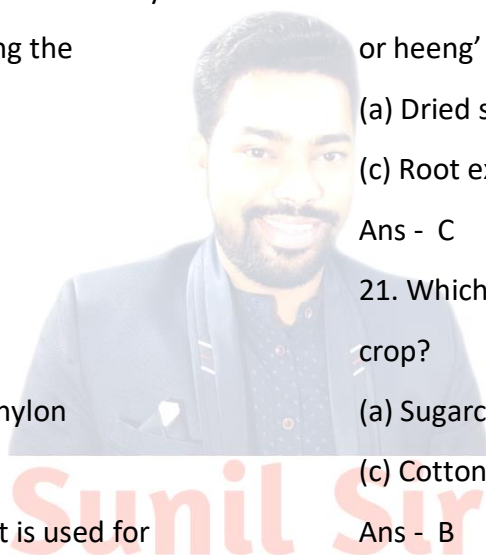 ng the
nylon
t is used for
or heeng’
(a) Dried s
(c) Root ex
Ans - C
21. Which
crop?
(a) Sugarc
(c) Cotton
Ans - B
Sunil Sir